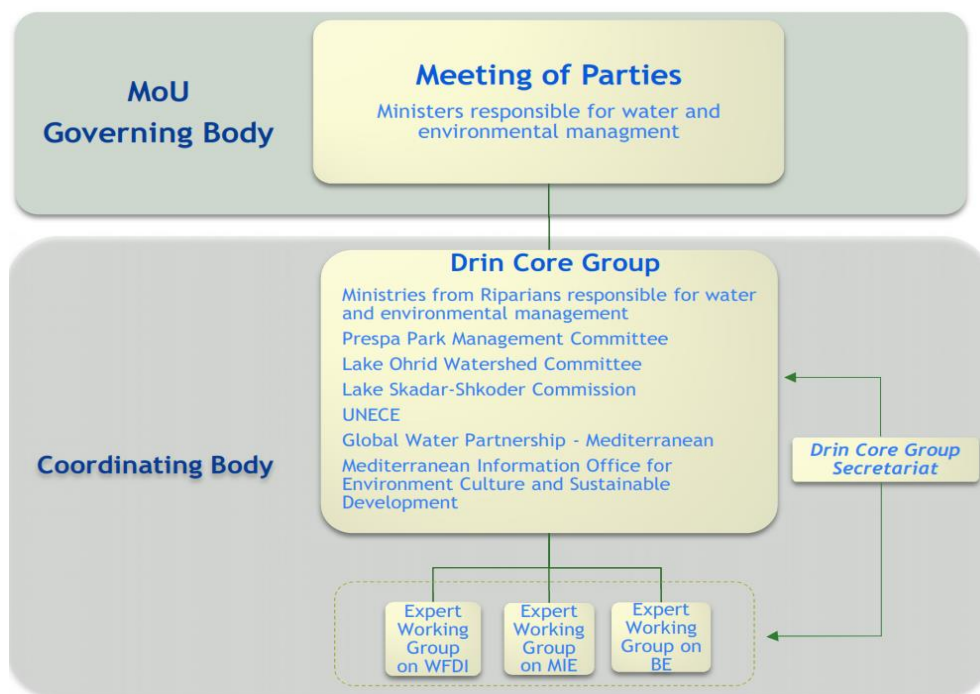 MoU
Governing Body
Meeting of Parties
Ministers responsible for water and
environmental managment
Coordinating Body
Drin Core Group
Ministries from Riparians responsible for water
and environmental management
Prespa Park Management Committee
Lake Ohrid Watershed Committee
Lake Skadar-Shkoder Commission
UNECE
Global Water Partnership - Mediterranean
Mediterranean Information Office for
Environment Culture and Sustainable
Development
Drin Core Group
Secretariat
Expert
Working
Group
on WFDI
Expert
Working
Group
on MIE
Expert
Working
Group on
BE